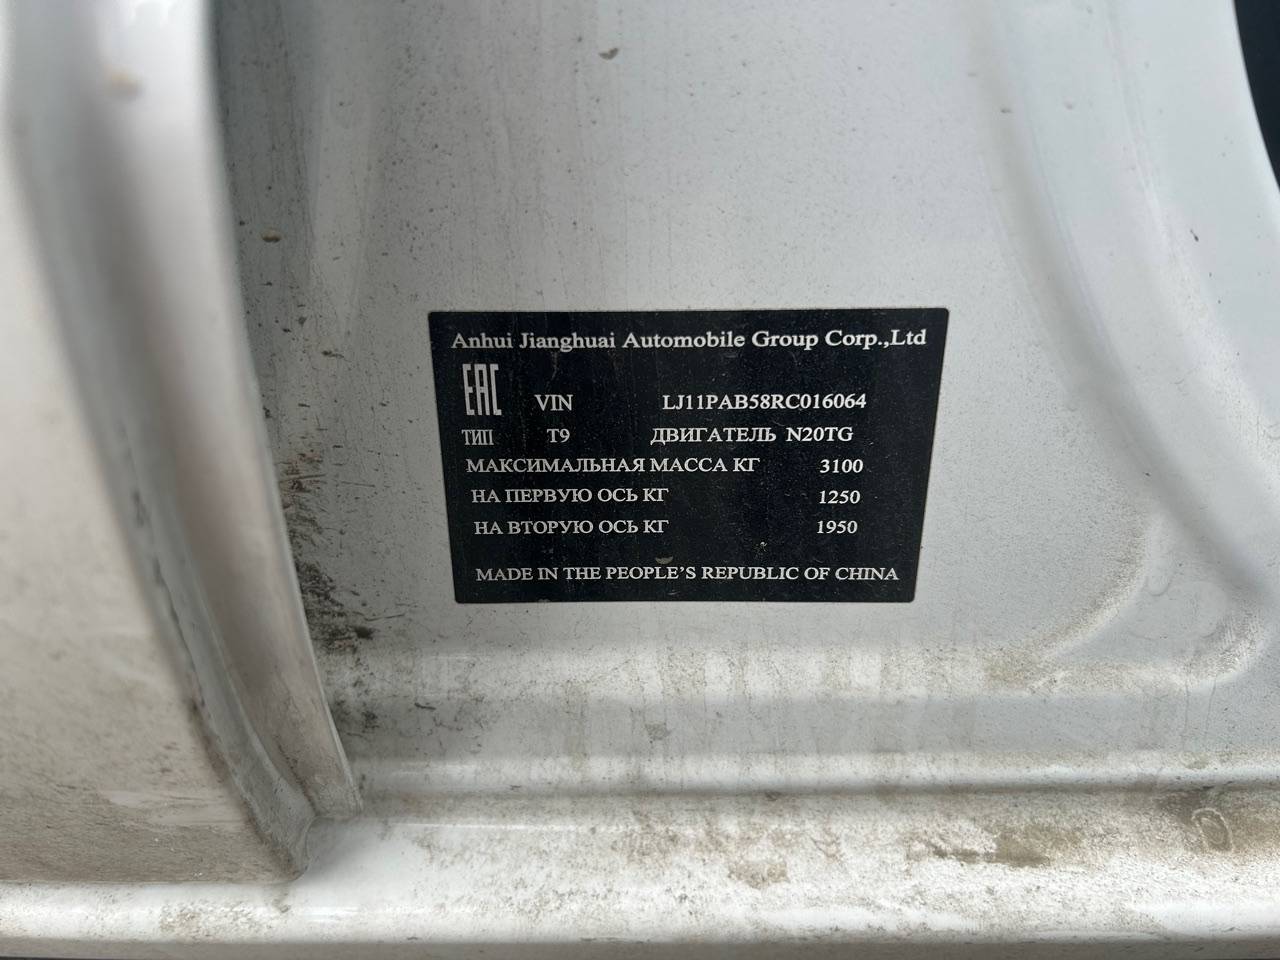 Anhui Jianghuai Automobile Group Corp.,Ltd
EAC VIN LJ11PAB58RC016064
ТИП T9 ДВИГАТЕЛЬ N20TG
МАКСИМАЛЬНАЯ МАССА КГ 3100
НА ПЕРВУЮ ОСЬ КГ 1250
НА ВТОРУЮ ОСЬ КГ 1950
MADE IN THE PEOPLE'S REPUBLIC OF CHINA